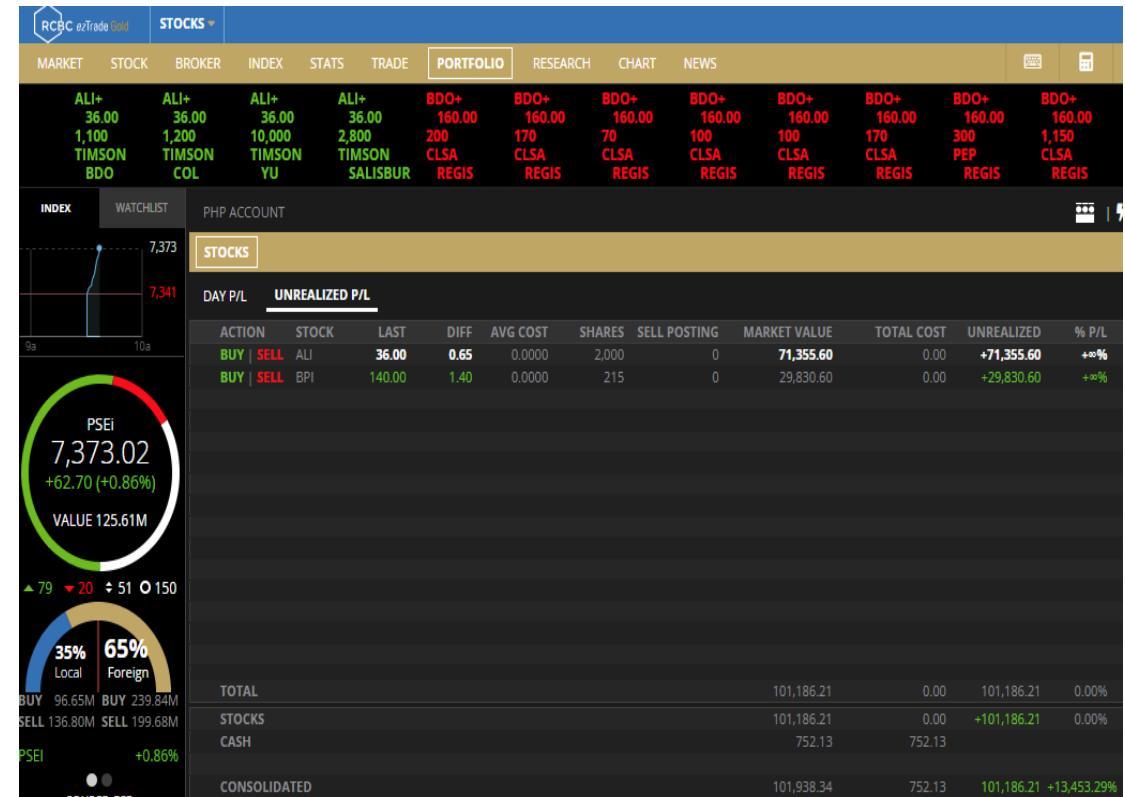 RCBC ezTrade Gold STOCKS
MARKET STOCK BROKER INDEX STATS TRADE PORTFOLIO RESEARCH CHART NEWS
ALI+ ALI+ ALI+ ALI+ BDO+ BDO+ BDO+ BDO+ BDO+ BDO+ BDO+ BDO+
36.00 36.00 36.00 36.00 160.00 160.00 160.00 160.00 160.00 160.00 160.00 160.00
1,100 1,200 10,000 2,800 200 170 70 100 100 170 300 1,150
TIMSON TIMSON TIMSON TIMSON CLSA CLSA CLSA CLSA CLSA CLSA PEP CLSA
BDO COL YU SALISBUR REGIS REGIS REGIS REGIS REGIS REGIS REGIS REGIS
INDEX WATCHLIST
7,373
7,341
9a 10a
PSEi
7,373.02
+62.70 (+0.86%)
VALUE 125.61M
79 20 51 150
35% 65%
Local Foreign
BUY 96.65M BUY 239.84M
SELL 136.80M SELL 199.68M
PSEI +0.86%
PHP ACCOUNT
STOCKS
DAY P/L UNREALIZED P/L
ACTION STOCK LAST DIFF AVG COST SHARES SELL POSTING MARKET VALUE TOTAL COST UNREALIZED % P/L
BUY | SELL ALI 36.00 0.65 0.0000 2,000 0 71,355.60 0.00 +71,355.60 +∞%
BUY | SELL BPI 140.00 1.40 0.0000 215 0 29,830.60 0.00 +29,830.60 +∞%
TOTAL 101,186.21 0.00 101,186.21 0.00%
STOCKS 101,186.21 0.00 +101,186.21 0.00%
CASH 752.13 752.13
CONSOLIDATED 101,938.34 752.13 101,186.21 +13,453.29%